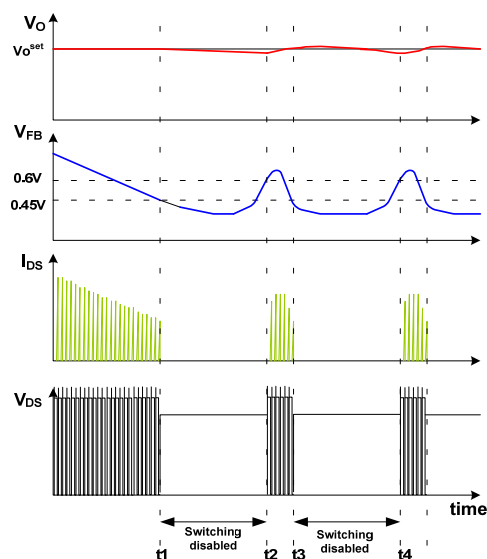 VO
VOset
VFB
0.6V
0.45V
IDS
VDS
time
Switching
disabled
Switching
disabled
t1
t2 t3
t4